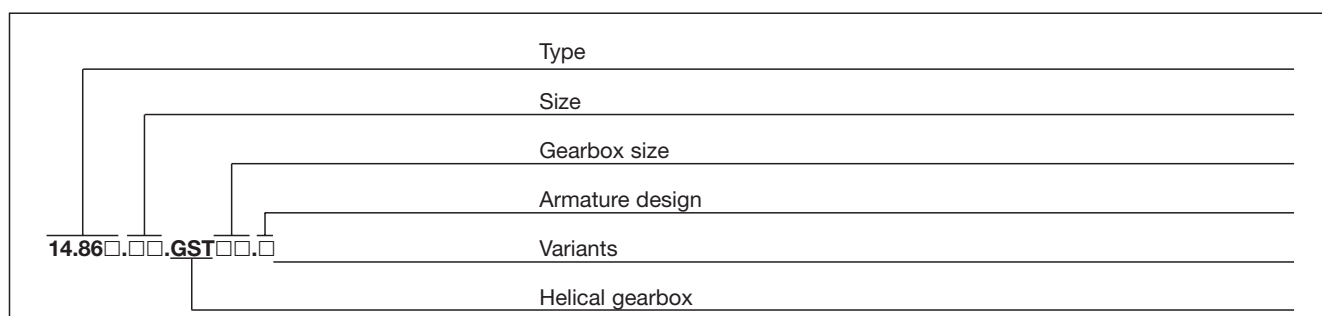 Type
Size
Gearbox size
Armature design
14.86□.□□.GST□□.□ Variants
Helical gearbox